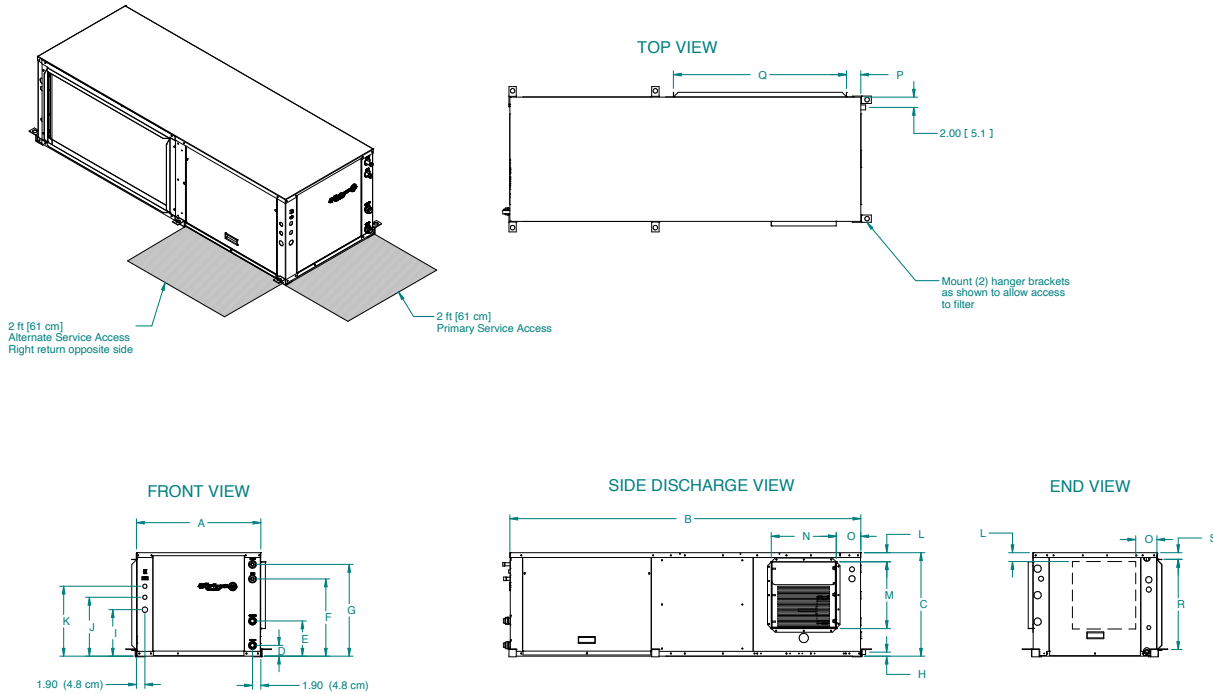 TOP VIEW
Q
P
2.00 [ 5.1 ]
Mount (2) hanger brackets
as shown to allow access
to filter
2 ft [61 cm]
Alternate Service Access
Right return opposite side
2 ft [61 cm]
Primary Service Access
FRONT VIEW
A
K
J
I
D
E
F
G
1.90 (4.8 cm)
1.90 (4.8 cm)
SIDE DISCHARGE VIEW
B
N
O
L
M
C
H
END VIEW
L
O
S
R